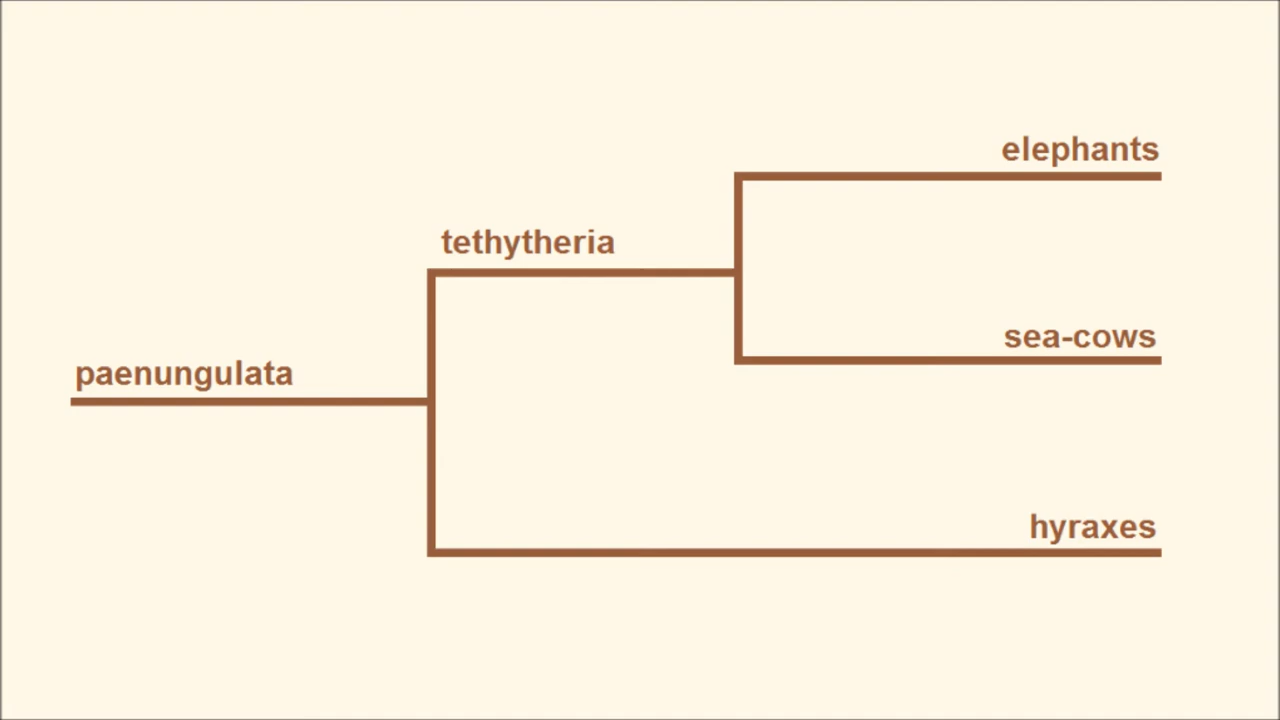 elephants
tethytheria
sea-cows
paenungulata
hyraxes